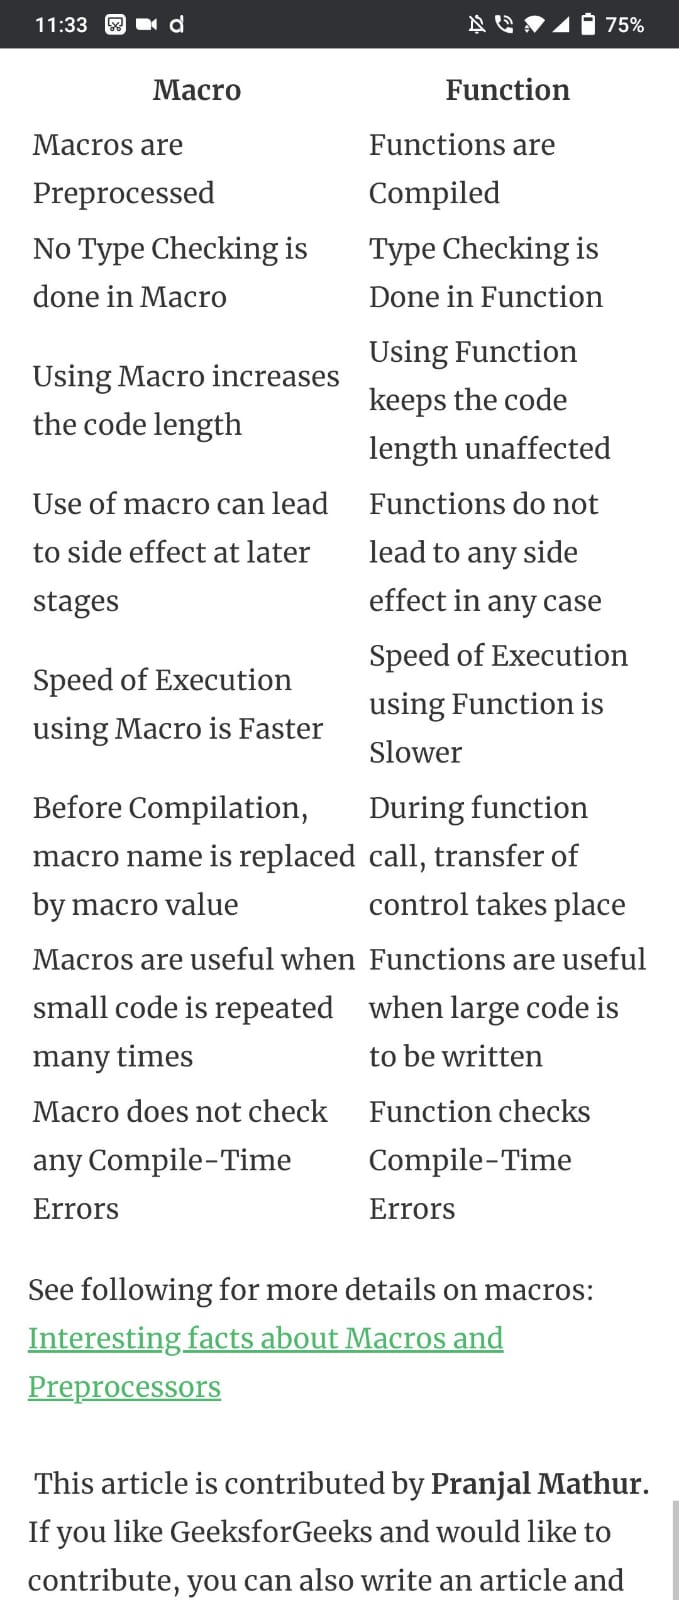 11:33 d 75%
Macro Function
Macros are
Preprocessed
Functions are
Compiled
No Type Checking is
done in Macro
Type Checking is
Done in Function
Using Macro increases
the code length
Using Function
keeps the code
length unaffected
Use of macro can lead
to side effect at later
stages
Functions do not
lead to any side
effect in any case
Speed of Execution
using Macro is Faster
Speed of Execution
using Function is
Slower
Before Compilation,
macro name is replaced
by macro value
During function
call, transfer of
control takes place
Macros are useful when
small code is repeated
many times
Functions are useful
when large code is
to be written
Macro does not check
any Compile-Time
Errors
Function checks
Compile-Time
Errors
See following for more details on macros:
Interesting facts about Macros and
Preprocessors
This article is contributed by Pranjal Mathur.
If you like GeeksforGeeks and would like to
contribute, you can also write an article and